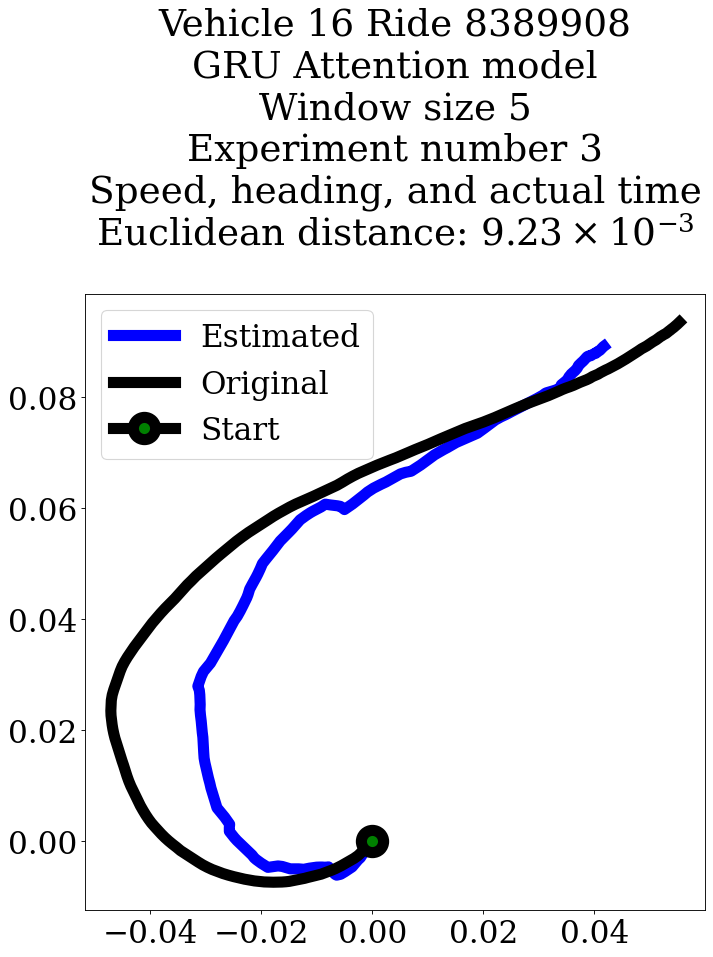 Vehicle 16 Ride 8389908
GRU Attention model
Window size 5
Experiment number 3
Speed, heading, and actual time
Euclidean distance: 9.23 × 10⁻³
Estimated
Original
Start
0.08
0.06
0.04
0.02
0.00
−0.04 −0.02 0.00 0.02 0.04